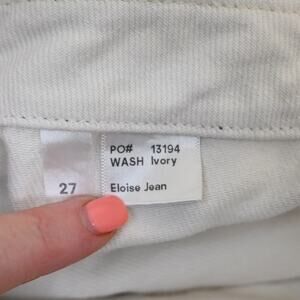 PO# 13194
WASH Ivory
27
Eloise Jean